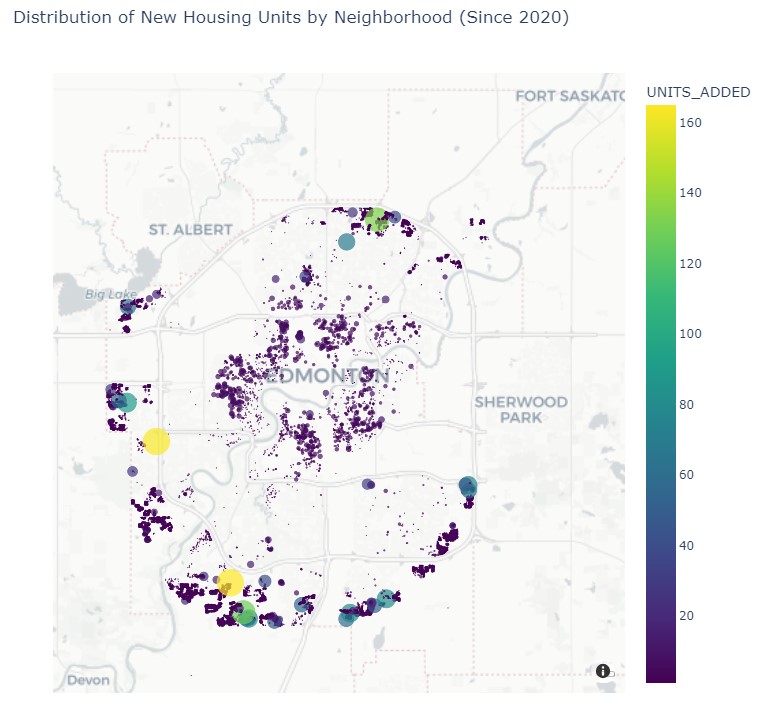 Distribution of New Housing Units by Neighborhood (Since 2020)
UNITS_ADDED
FORT SASKATC
160
140
ST. ALBERT
120
Big Lake
100
EDMONTON
SHERWOOD
PARK
80
60
40
20
Devon